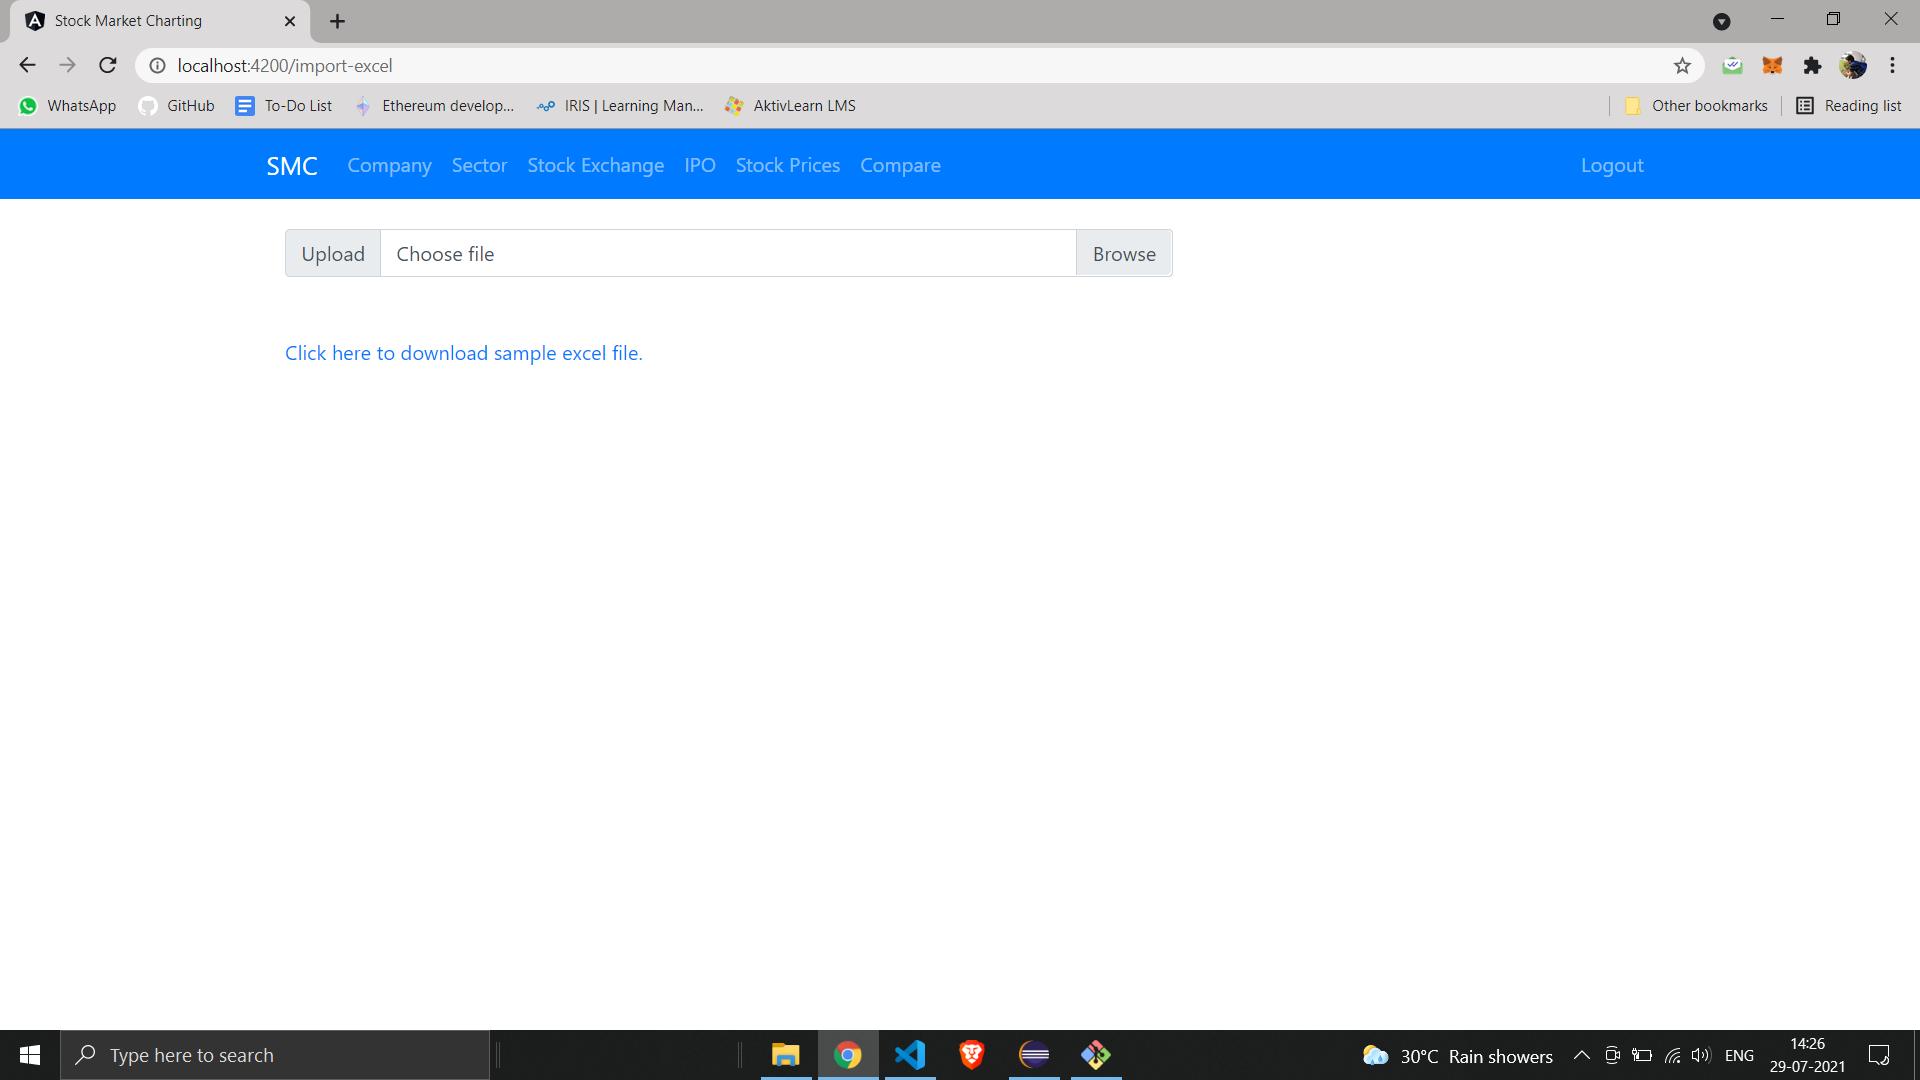 Stock Market Charting
localhost:4200/import-excel
WhatsApp GitHub To-Do List Ethereum develop... IRIS | Learning Man... AktivLearn LMS Other bookmarks Reading list
SMC Company Sector Stock Exchange IPO Stock Prices Compare Logout
Upload Choose file Browse
Click here to download sample excel file.
Type here to search 30°C Rain showers ENG 14:26
29-07-2021